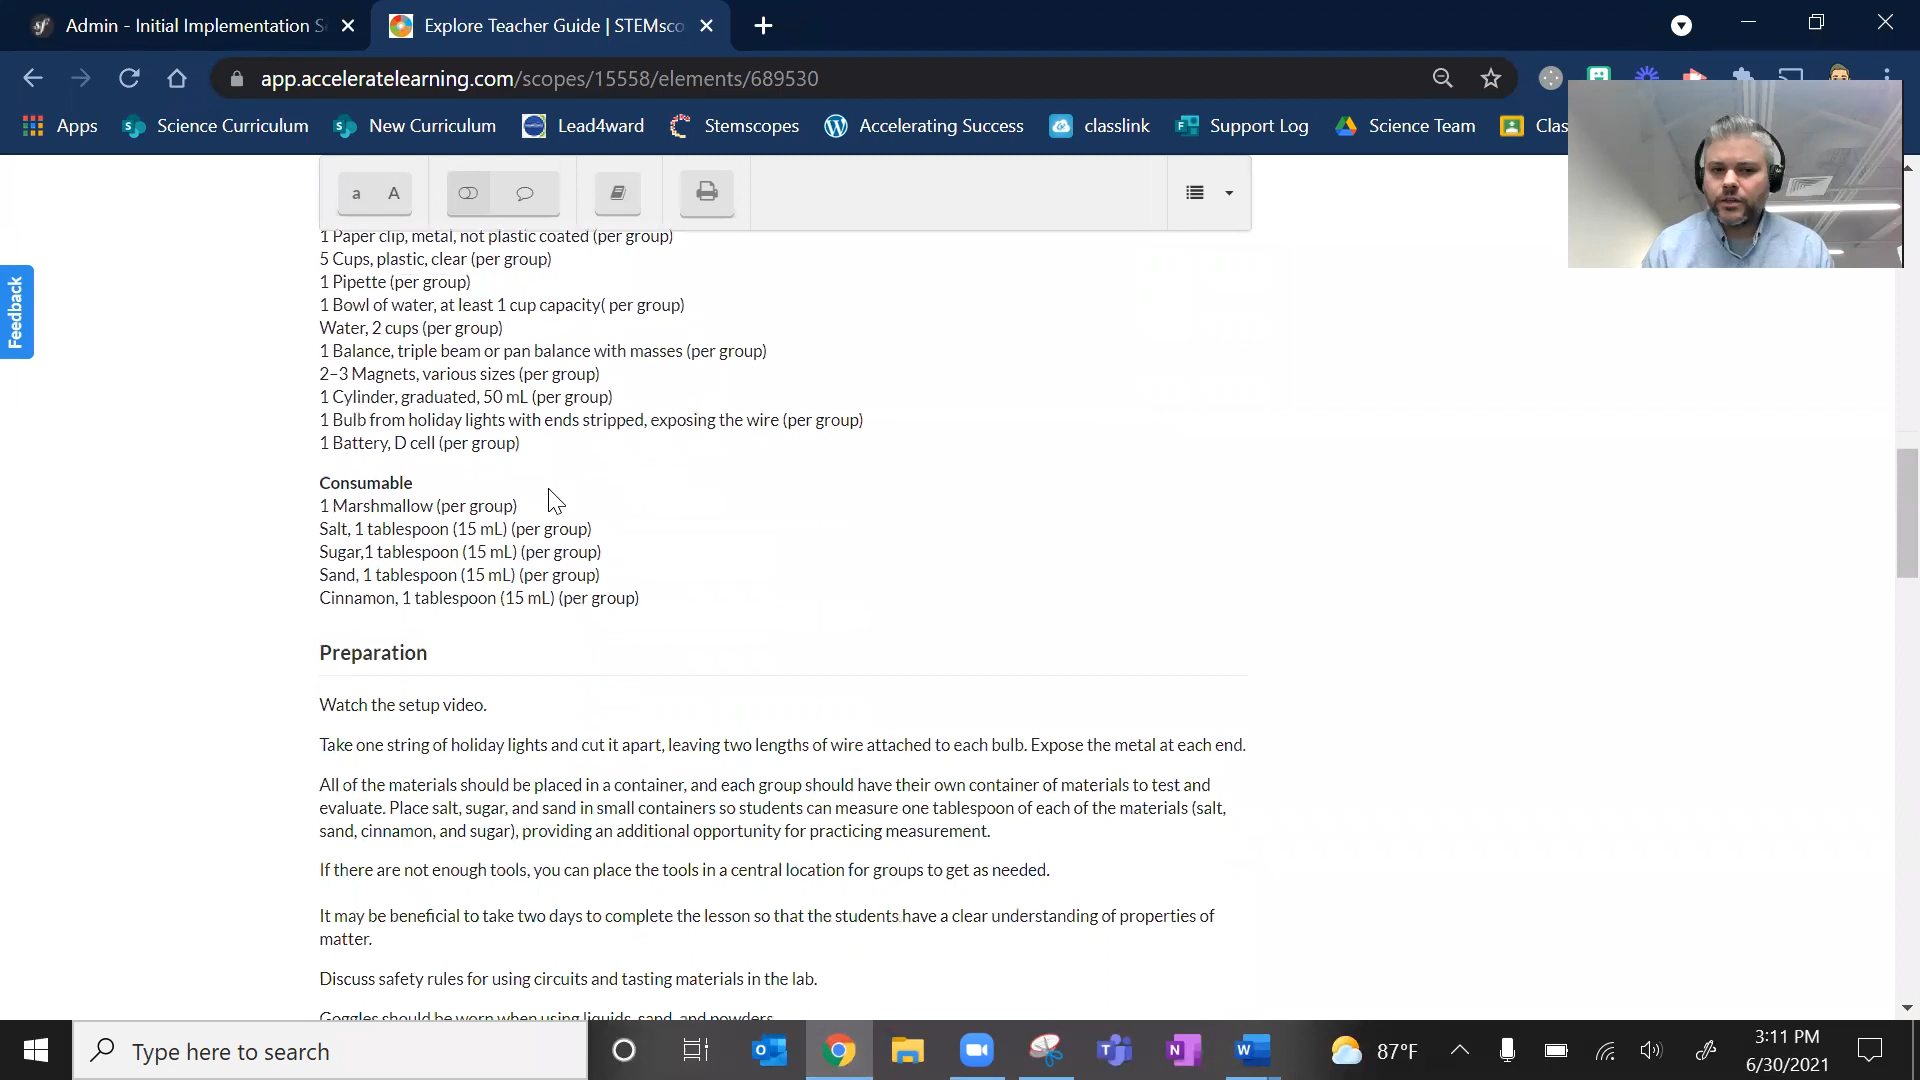 Admin - Initial Implementation S
Explore Teacher Guide | STEMsco
app.acceleratelearning.com/scopes/15558/elements/689530
Apps
Science Curriculum
New Curriculum
Lead4ward
Stemscopes
Accelerating Success
classlink
Support Log
Science Team
Clas
a A
Feedback
1 Paper clip, metal, not plastic coated (per group)
5 Cups, plastic, clear (per group)
1 Pipette (per group)
1 Bowl of water, at least 1 cup capacity( per group)
Water, 2 cups (per group)
1 Balance, triple beam or pan balance with masses (per group)
2–3 Magnets, various sizes (per group)
1 Cylinder, graduated, 50 mL (per group)
1 Bulb from holiday lights with ends stripped, exposing the wire (per group)
1 Battery, D cell (per group)
Consumable
1 Marshmallow (per group)
Salt, 1 tablespoon (15 mL) (per group)
Sugar,1 tablespoon (15 mL) (per group)
Sand, 1 tablespoon (15 mL) (per group)
Cinnamon, 1 tablespoon (15 mL) (per group)
Preparation
Watch the setup video.
Take one string of holiday lights and cut it apart, leaving two lengths of wire attached to each bulb. Expose the metal at each end.
All of the materials should be placed in a container, and each group should have their own container of materials to test and
evaluate. Place salt, sugar, and sand in small containers so students can measure one tablespoon of each of the materials (salt,
sand, cinnamon, and sugar), providing an additional opportunity for practicing measurement.
If there are not enough tools, you can place the tools in a central location for groups to get as needed.
It may be beneficial to take two days to complete the lesson so that the students have a clear understanding of properties of
matter.
Discuss safety rules for using circuits and tasting materials in the lab.
Goggles should be worn when using liquids, sand, and powders.
Type here to search
87°F
3:11 PM
6/30/2021